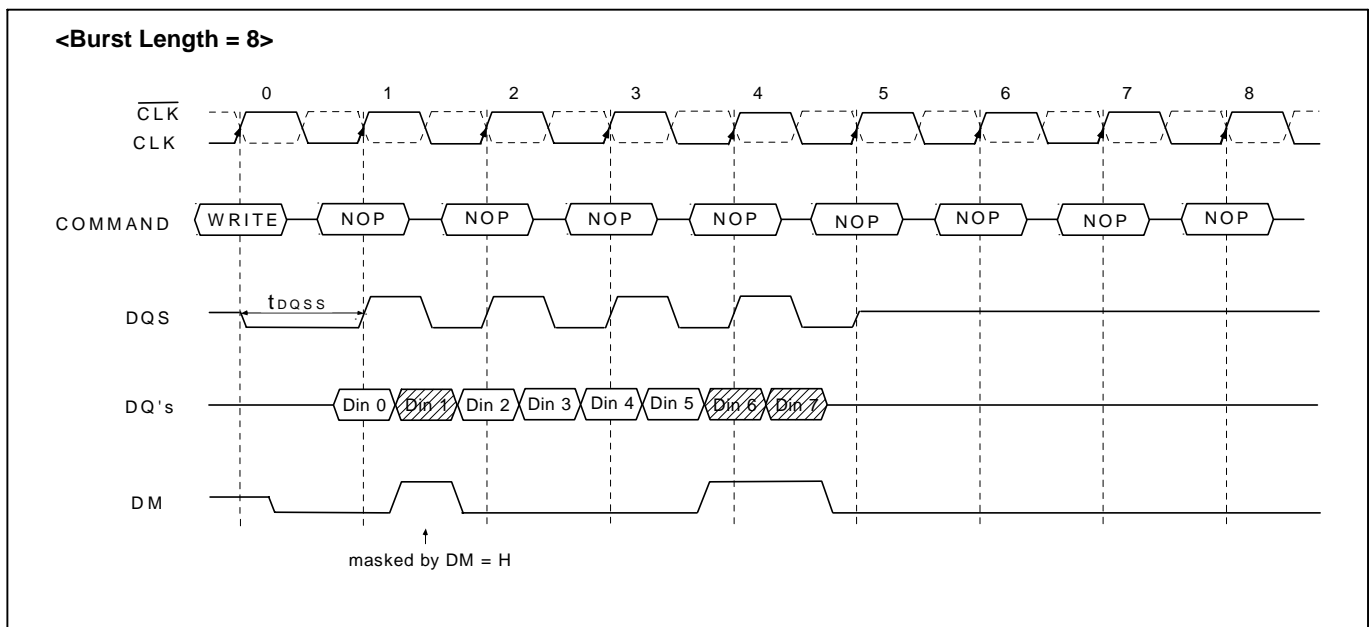 <Burst Length = 8>
0 1 2 3 4 5 6 7 8
CLK
CLK
COMMAND WRITE NOP NOP NOP NOP NOP NOP NOP NOP
tDQSS
DQS
DQ's Din 0 Din 1 Din 2 Din 3 Din 4 Din 5 Din 6 Din 7
DM
masked by DM = H